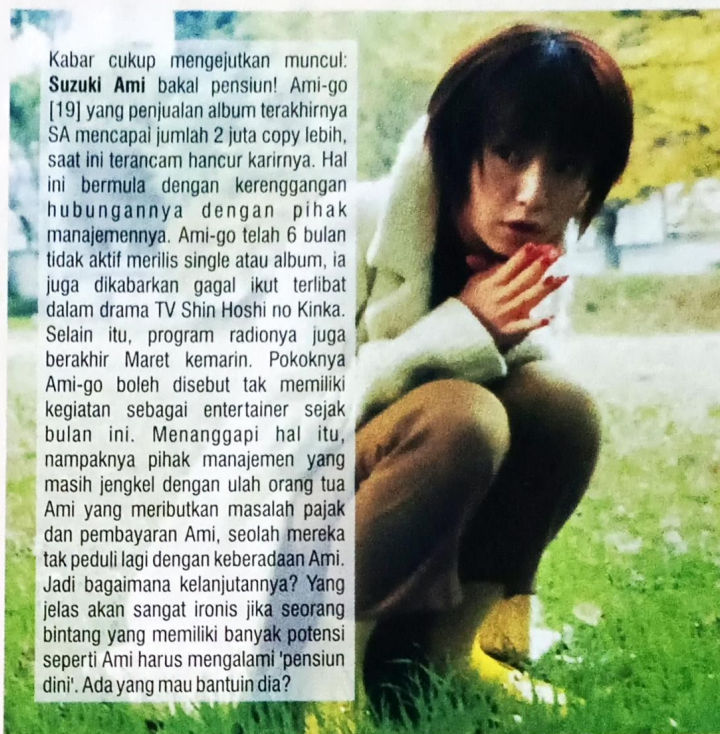 Kabar cukup mengejutkan muncul:
Suzuki Ami bakal pensiun! Ami-go
[19] yang penjualan album terakhirnya
SA mencapai jumlah 2 juta copy lebih,
saat ini terancam hancur karirnya. Hal
ini bermula dengan kerenggangan
hubungannya dengan pihak
manajemennya. Ami-go telah 6 bulan
tidak aktif merilis single atau album, ia
juga dikabarkan gagal ikut terlibat
dalam drama TV Shin Hoshi no Kinka.
Selain itu, program radionya juga
berakhir Maret kemarin. Pokoknya
Ami-go boleh disebut tak memiliki
kegiatan sebagai entertainer sejak
bulan ini. Menanggapi hal itu,
nampaknya pihak manajemen yang
masih jengkel dengan ulah orang tua
Ami yang meributkan masalah pajak
dan pembayaran Ami, seolah mereka
tak peduli lagi dengan keberadaan Ami.
Jadi bagaimana kelanjutannya? Yang
jelas akan sangat ironis jika seorang
bintang yang memiliki banyak potensi
seperti Ami harus mengalami 'pensiun
dini'. Ada yang mau bantuin dia?